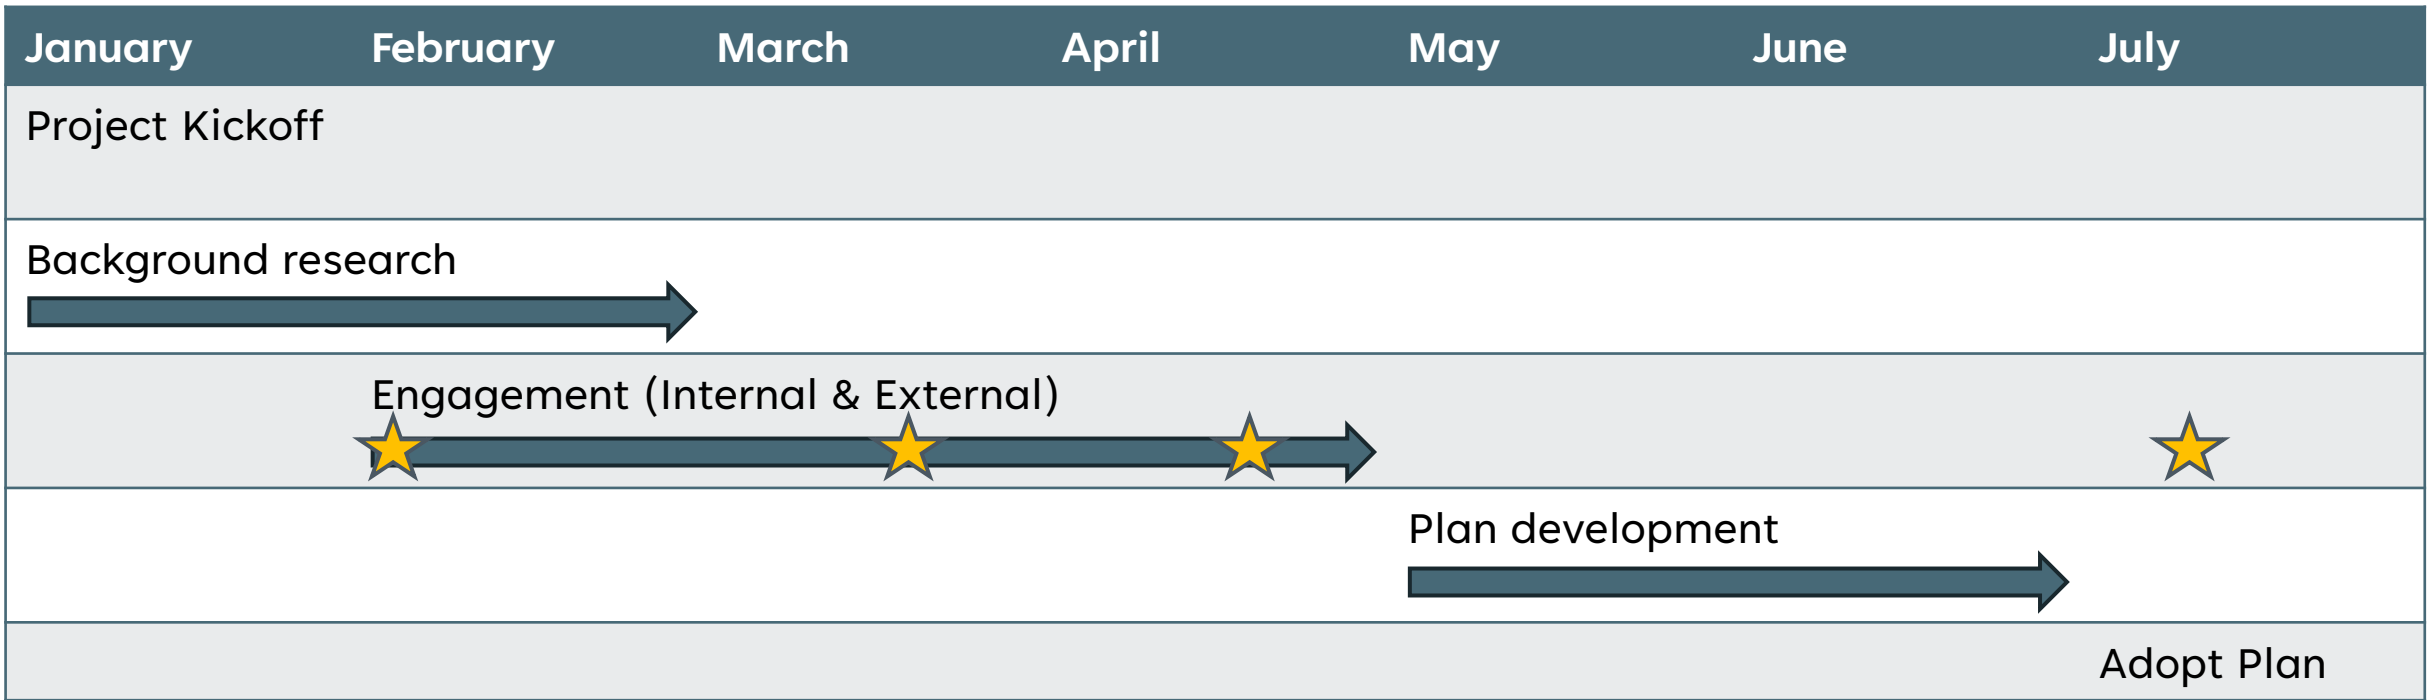 January February March April May June July
Project Kickoff
Background research
Engagement (Internal & External)
Plan development
Adopt Plan